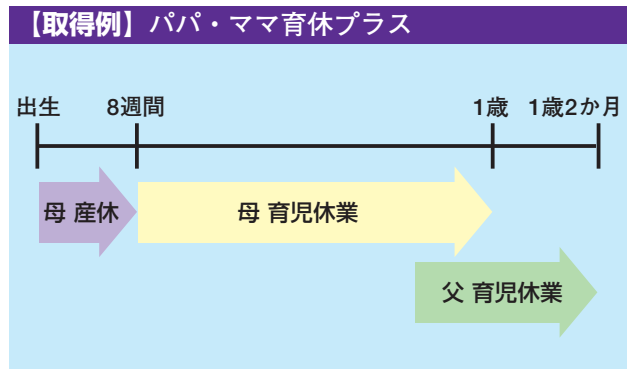 【取得例】パパ・ママ育休プラス
出生 8週間 1歳 1歳2か月
母 産休 母 育児休業
父 育児休業